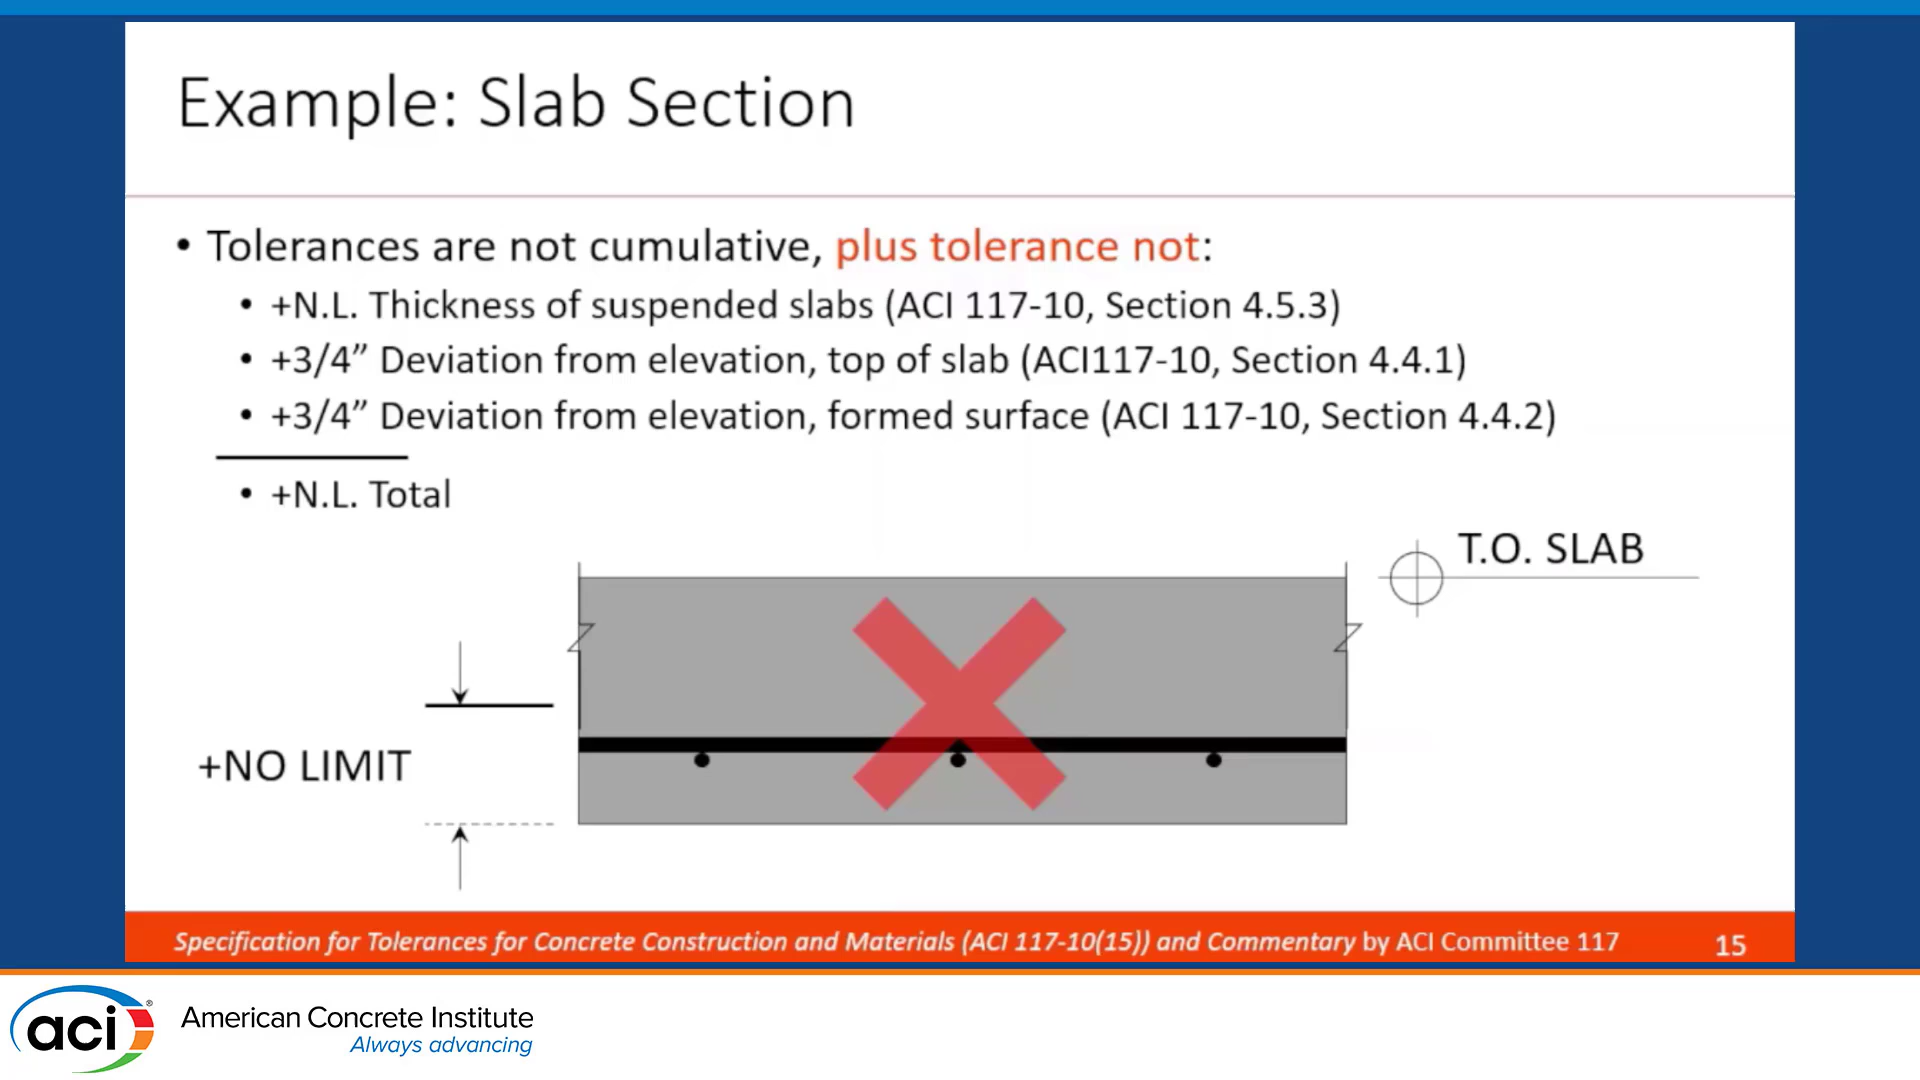 Example: Slab Section
• Tolerances are not cumulative, plus tolerance not:
• +N.L. Thickness of suspended slabs (ACI 117-10, Section 4.5.3)
• +3/4” Deviation from elevation, top of slab (ACI117-10, Section 4.4.1)
• +3/4” Deviation from elevation, formed surface (ACI 117-10, Section 4.4.2)
• +N.L. Total
T.O. SLAB
+NO LIMIT
Specification for Tolerances for Concrete Construction and Materials (ACI 117-10(15)) and Commentary by ACI Committee 117
15
aci®
American Concrete Institute
Always advancing